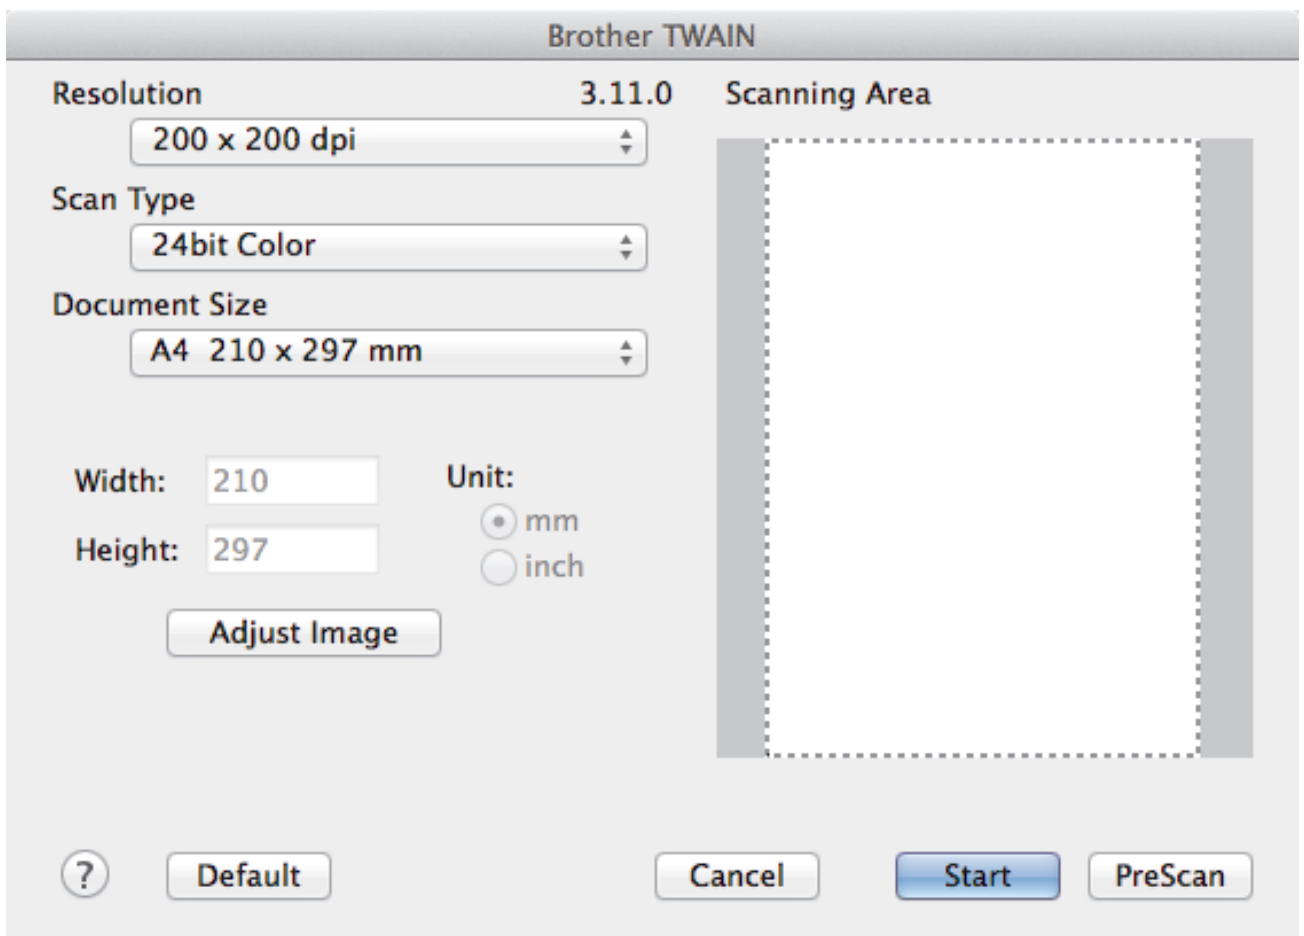 Brother TWAIN
Resolution 3.11.0
200 x 200 dpi
Scan Type
24bit Color
Document Size
A4 210 x 297 mm
Width: 210
Height: 297
Unit:
mm
inch
Adjust Image
Scanning Area
? Default Cancel Start PreScan